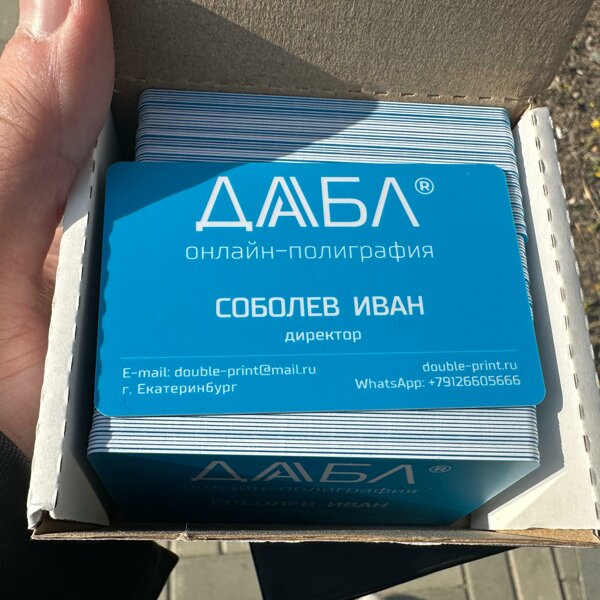 ДАБЛ®
онлайн-полиграфия
СОБОЛЕВ ИВАН
директор
E-mail: double-print@mail.ru
г. Екатеринбург
double-print.ru
WhatsApp: +79126605666
ДАБЛ®
онлайн-полиграфия
СОБОЛЕВ ИВАН